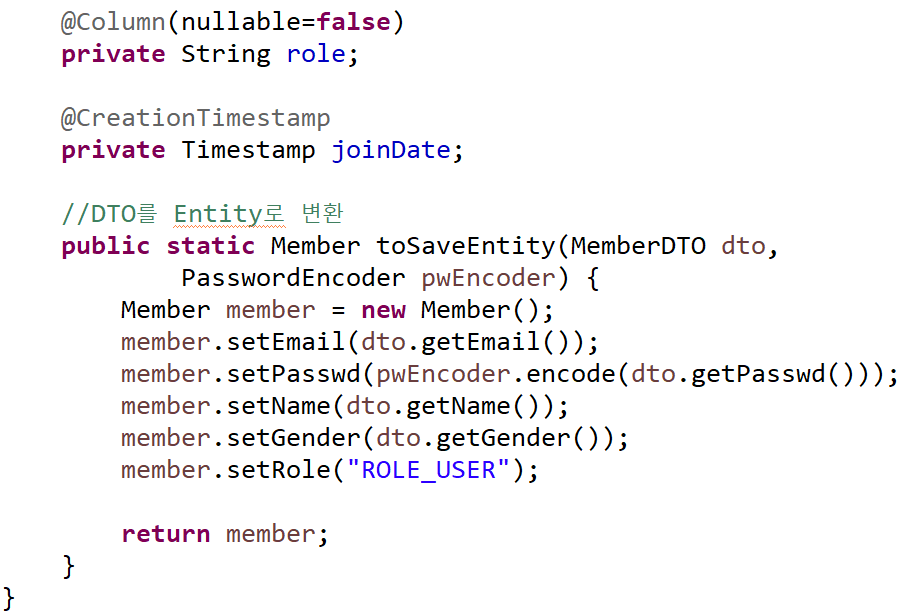 @Column(nullable=false)
private String role;
@CreationTimestamp
private Timestamp joinDate;
//DTO를 Entity로 변환
public static Member toSaveEntity(MemberDTO dto,
PasswordEncoder pwEncoder) {
Member member = new Member();
member.setEmail(dto.getEmail());
member.setPasswd(pwEncoder.encode(dto.getPasswd()));
member.setName(dto.getName());
member.setGender(dto.getGender());
member.setRole("ROLE_USER");
return member;
}
}